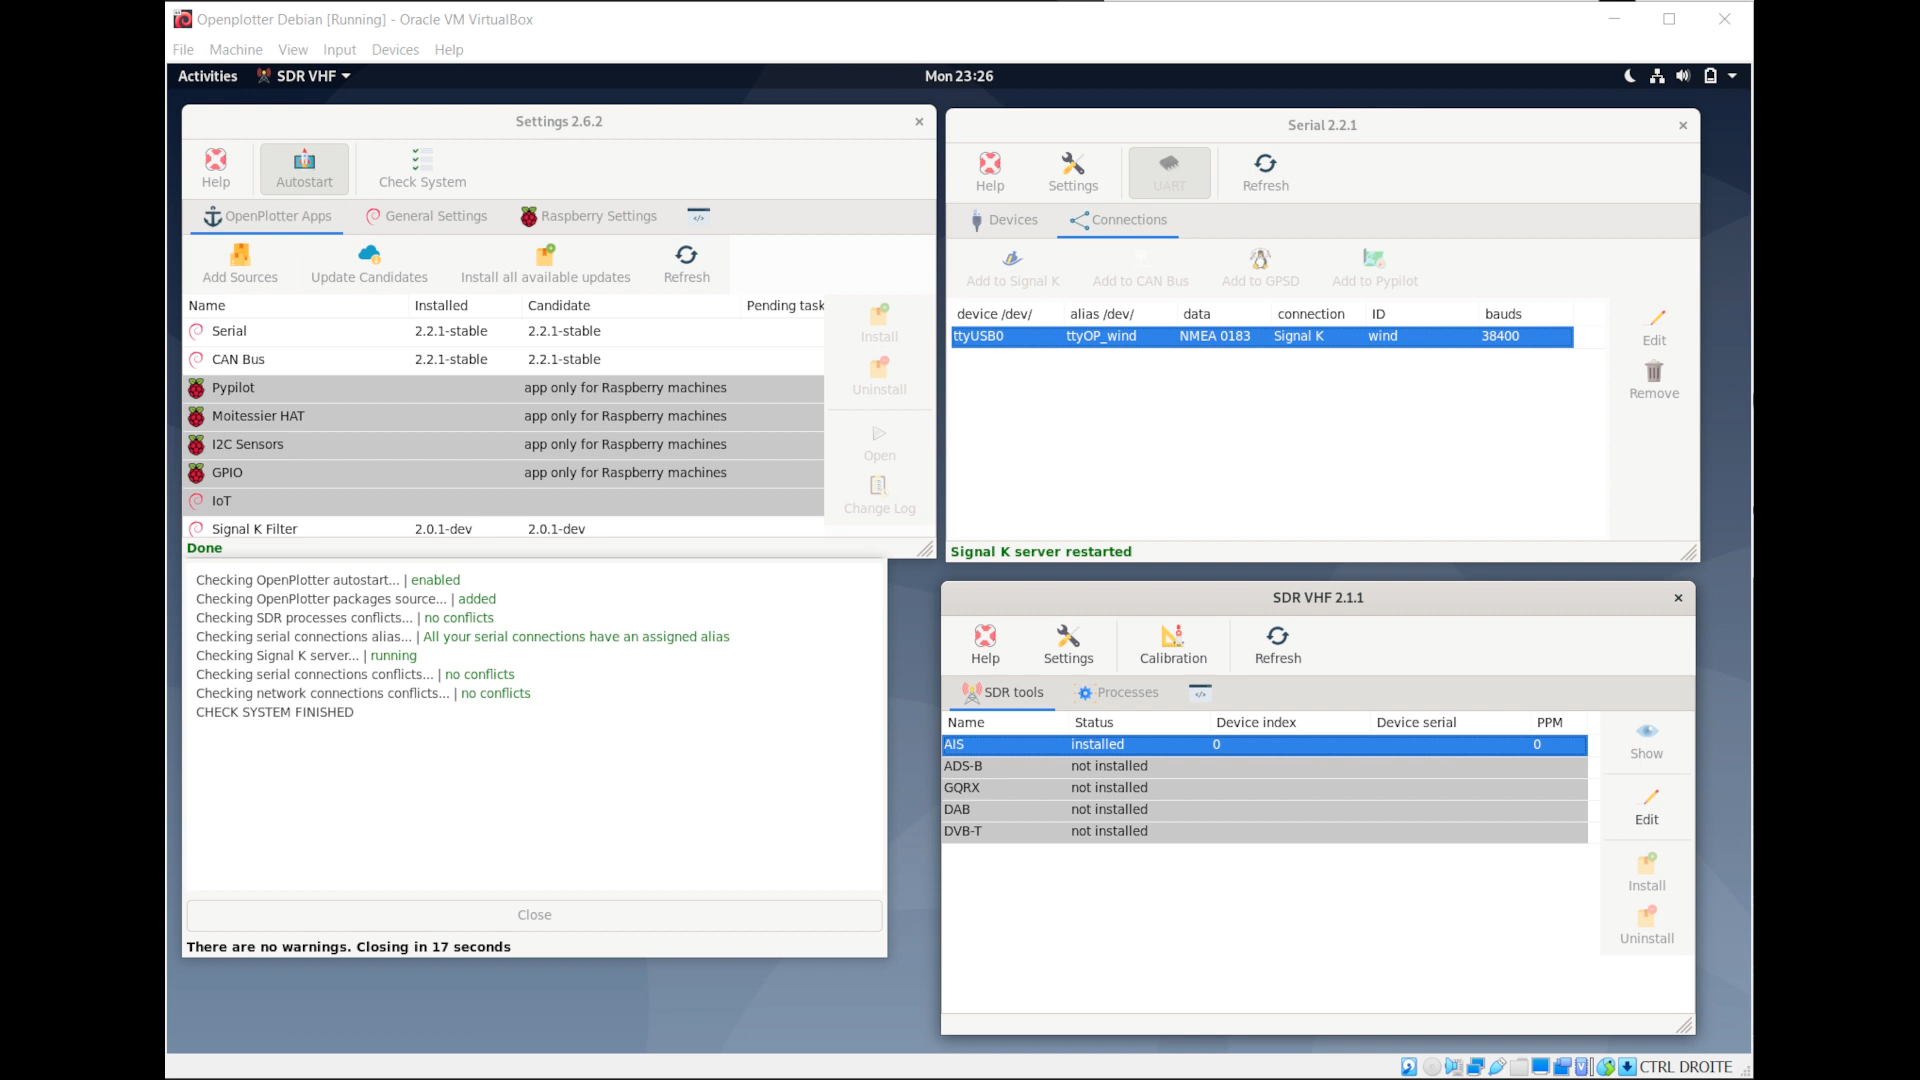 Openplotter Debian [Running] - Oracle VM VirtualBox
File Machine View Input Devices Help
Activities SDR VHF Mon 23:26
Settings 2.6.2
Help Autostart Check System
OpenPlotter Apps General Settings Raspberry Settings
Add Sources Update Candidates Install all available updates Refresh
Name Installed Candidate Pending task
Serial 2.2.1-stable 2.2.1-stable
CAN Bus 2.2.1-stable 2.2.1-stable
Pypilot app only for Raspberry machines
Moitessier HAT app only for Raspberry machines
I2C Sensors app only for Raspberry machines
GPIO app only for Raspberry machines
IoT
Signal K Filter 2.0.1-dev 2.0.1-dev
Install
Uninstall
Open
Change Log
Done
Checking OpenPlotter autostart... | enabled
Checking OpenPlotter packages source... | added
Checking SDR processes conflicts... | no conflicts
Checking serial connections alias... | All your serial connections have an assigned alias
Checking Signal K server... | running
Checking serial connections conflicts... | no conflicts
Checking network connections conflicts... | no conflicts
CHECK SYSTEM FINISHED
Close
There are no warnings. Closing in 17 seconds
Serial 2.2.1
Help Settings UART Refresh
Devices Connections
Add to Signal K Add to CAN Bus Add to GPSD Add to Pypilot
device /dev/ alias /dev/ data connection ID bauds
ttyUSB0 ttyOP_wind NMEA 0183 Signal K wind 38400
Edit
Remove
Signal K server restarted
SDR VHF 2.1.1
Help Settings Calibration Refresh
SDR tools Processes
Name Status Device index Device serial PPM
AIS installed 0 0
ADS-B not installed
GQRX not installed
DAB not installed
DVB-T not installed
Show
Edit
Install
Uninstall
CTRL DROITE